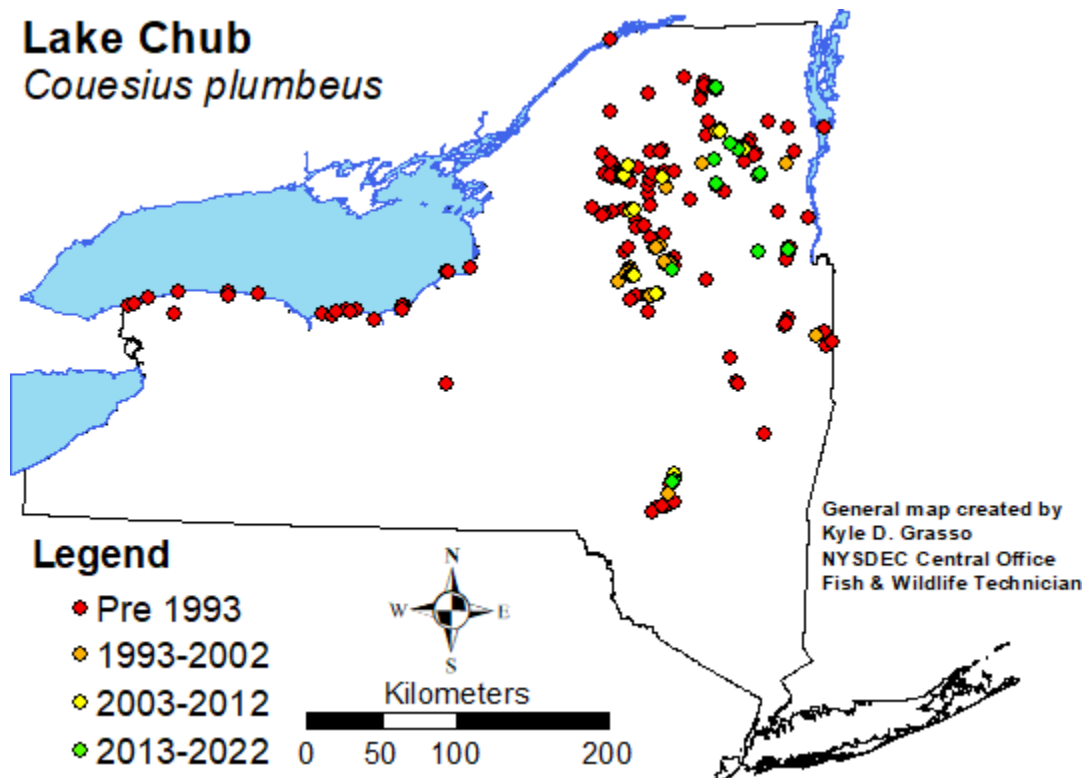 Lake Chub
Couesius plumbeus
General map created by
Kyle D. Grasso
NYSDEC Central Office
Fish & Wildlife Technician
Legend
Pre 1993
1993-2002
2003-2012
2013-2022
N
W E
S
Kilometers
0 50 100 200